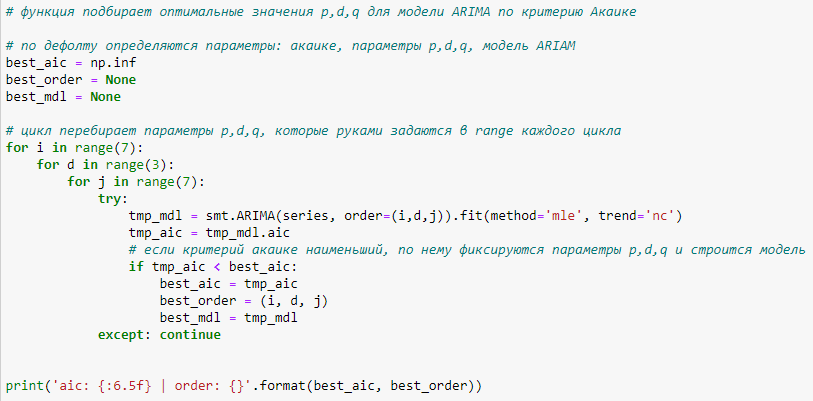 # функция подбирает оптимальные значения p,d,q для модели ARIMA по критерию Акаике

# по дефолту определяются параметры: акаике, параметры p,d,q, модель ARIAM
best_aic = np.inf
best_order = None
best_mdl = None

# цикл перебирает параметры p,d,q, которые руками задаются в range каждого цикла
for i in range(7):
    for d in range(3):
        for j in range(7):
            try:
                tmp_mdl = smt.ARIMA(series, order=(i,d,j)).fit(method='mle', trend='nc')
                tmp_aic = tmp_mdl.aic
                # если критерий акаике наименьший, по нему фиксируются параметры p,d,q и строится модель
                if tmp_aic < best_aic:
                    best_aic = tmp_aic
                    best_order = (i, d, j)
                    best_mdl = tmp_mdl
            except: continue


print('aic: {:6.5f} | order: {}'.format(best_aic, best_order))